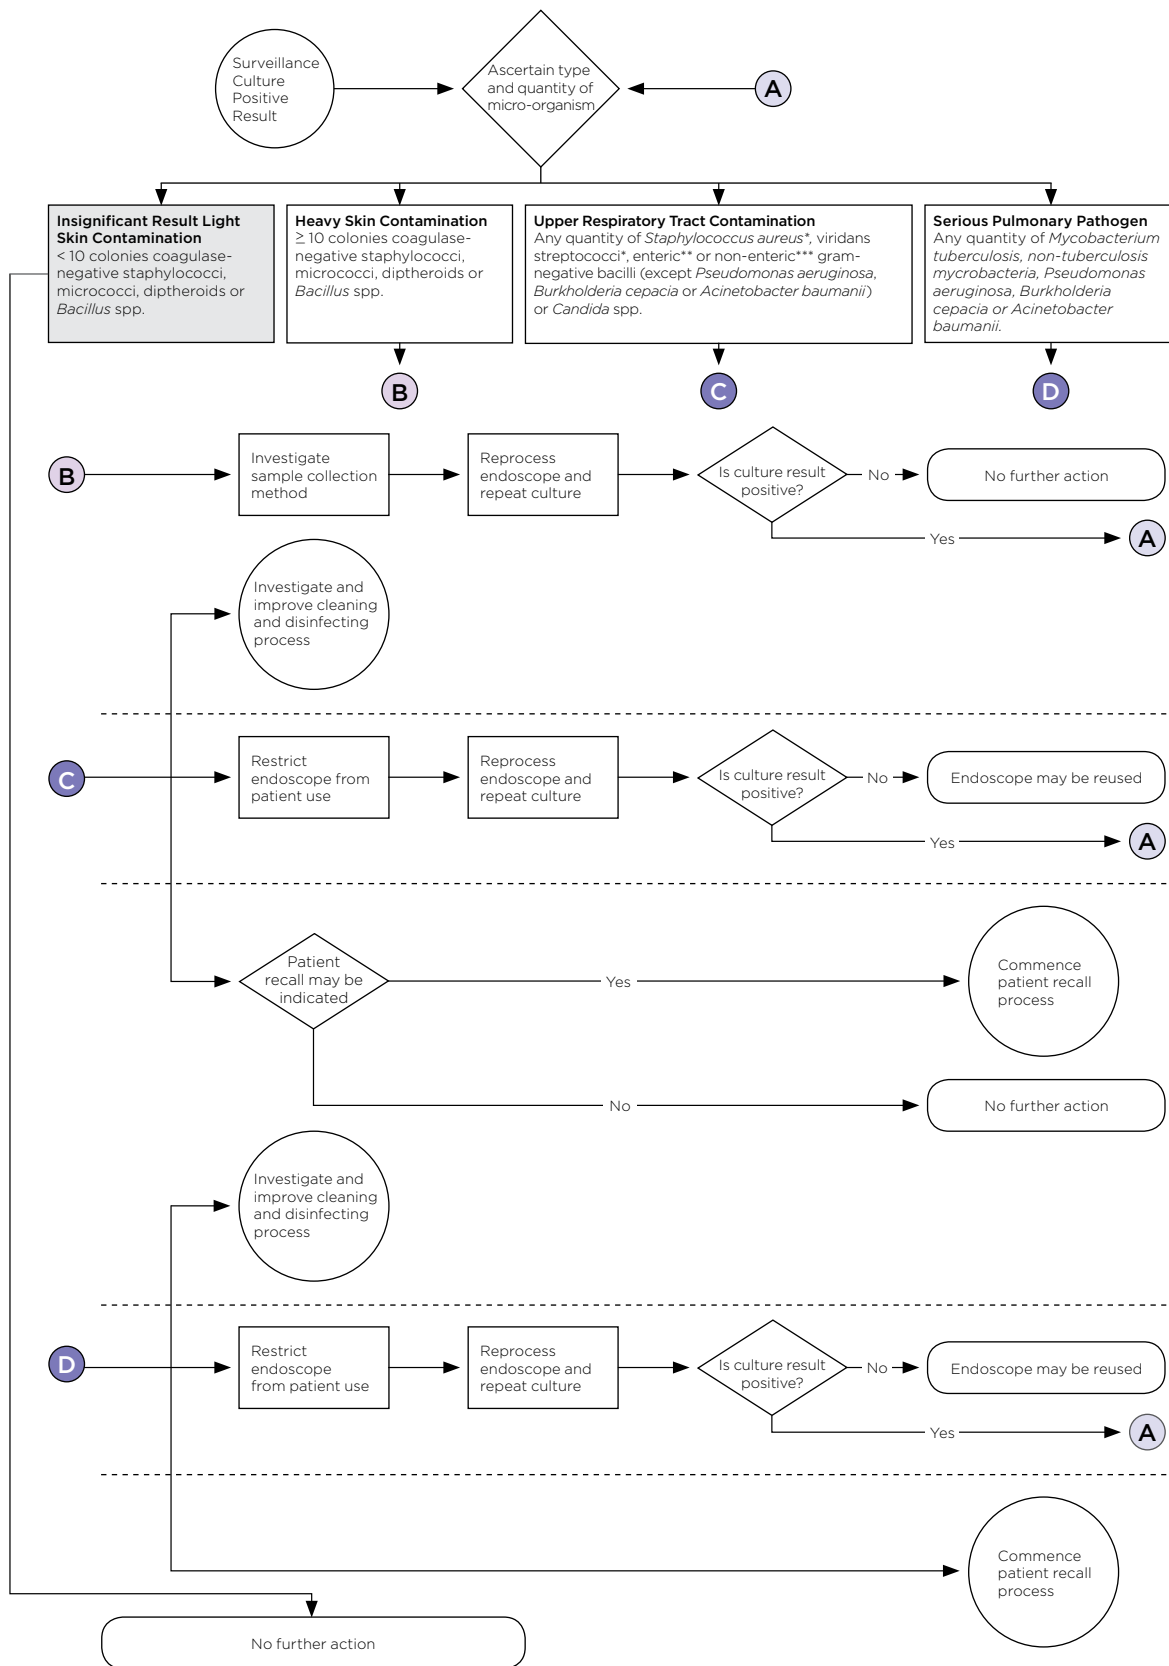 Surveillance
Culture
Positive
Result
Ascertain type
and quantity of
micro-organism
A
Insignificant Result Light
Skin Contamination
< 10 colonies coagulase-
negative staphylococci,
micrococci, diptheroids or
Bacillus spp.
Heavy Skin Contamination
≥ 10 colonies coagulase-
negative staphylococci,
micrococci, diptheroids or
Bacillus spp.
Upper Respiratory Tract Contamination
Any quantity of Staphylococcus aureus*, viridans
streptococci*, enteric** or non-enteric*** gram-
negative bacilli (except Pseudomonas aeruginosa,
Burkholderia cepacia or Acinetobacter baumanii)
or Candida spp.
Serious Pulmonary Pathogen
Any quantity of Mycobacterium
tuberculosis, non-tuberculosis
mycrobacteria, Pseudomonas
aeruginosa, Burkholderia
cepacia or Acinetobacter
baumanii.
B
C
D
B
Investigate
sample collection
method
Reprocess
endoscope and
repeat culture
Is culture result
positive?
No
No further action
Yes
A
Investigate and
improve cleaning
and disinfecting
process
C
Restrict
endoscope from
patient use
Reprocess
endoscope and
repeat culture
Is culture result
positive?
No
Endoscope may be reused
Yes
A
Patient
recall may be
indicated
Yes
Commence
patient recall
process
No
No further action
Investigate and
improve cleaning
and disinfecting
process
D
Restrict
endoscope
from patient use
Reprocess
endoscope and
repeat culture
Is culture result
positive?
No
Endoscope may be reused
Yes
A
Commence
patient recall
process
No further action